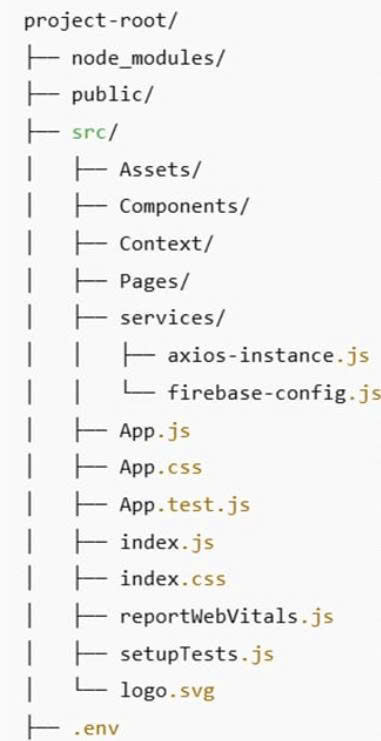 project-root/
├── node_modules/
├── public/
├── src/
│   ├── Assets/
│   ├── Components/
│   ├── Context/
│   ├── Pages/
│   ├── services/
│   │   ├── axios-instance.js
│   │   └── firebase-config.js
│   ├── App.js
│   ├── App.css
│   ├── App.test.js
│   ├── index.js
│   ├── index.css
│   ├── reportWebVitals.js
│   ├── setupTests.js
│   └── logo.svg
├── .env